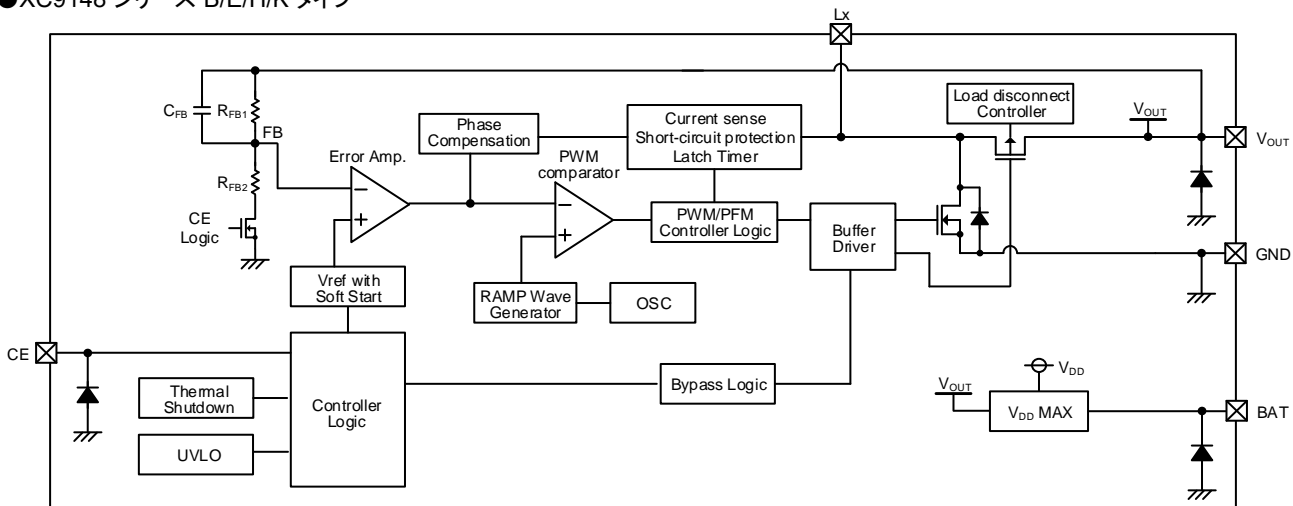 ●XC9148 シリーズ B/E/H/K タイプ
Lx
CFB
RFB1
FB
RFB2
CE
Logic
Error Amp.
Phase
Compensation
PWM
comparator
Current sense
Short-circuit protection
Latch Timer
Load disconnect
Controller
VOUT
VOUT
PWM/PFM
Controller Logic
Buffer
Driver
GND
Vref with
Soft Start
RAMP Wave
Generator
OSC
CE
Thermal
Shutdown
UVLO
Controller
Logic
Bypass Logic
VOUT
VDD
VDD MAX
BAT